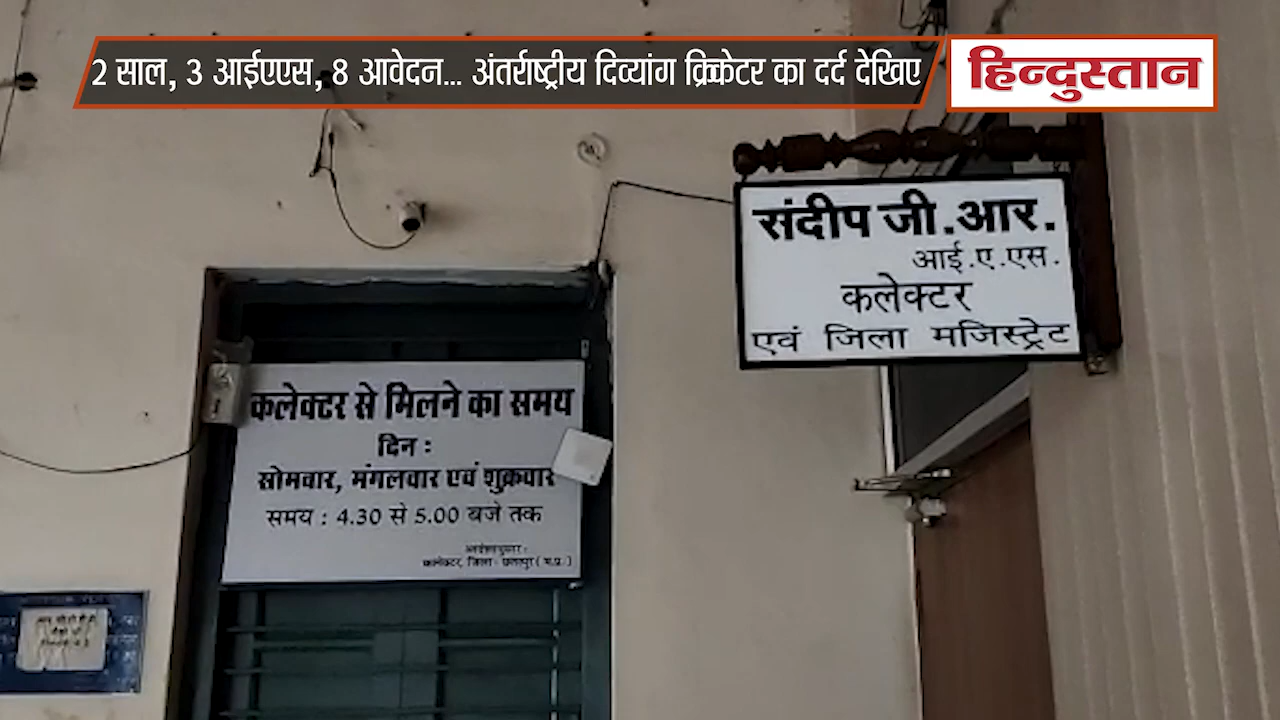 2 साल, 3 आईएएस, 8 आवेदन... अंतर्राष्ट्रीय दिव्यांग क्रिकेटर का दर्द देखिए
हिन्दुस्तान
संदीप जी.आर.
आई.ए.एस.
कलेक्टर
एवं जिला मजिस्ट्रेट
कलेक्टर से मिलने का समय
दिन :
सोमवार, मंगलवार एवं शुक्रवार
समय : 4.30 से 5.00 बजे तक
आदेशानुसार :
कलेक्टर, जिला - छतरपुर ( म.प्र. )